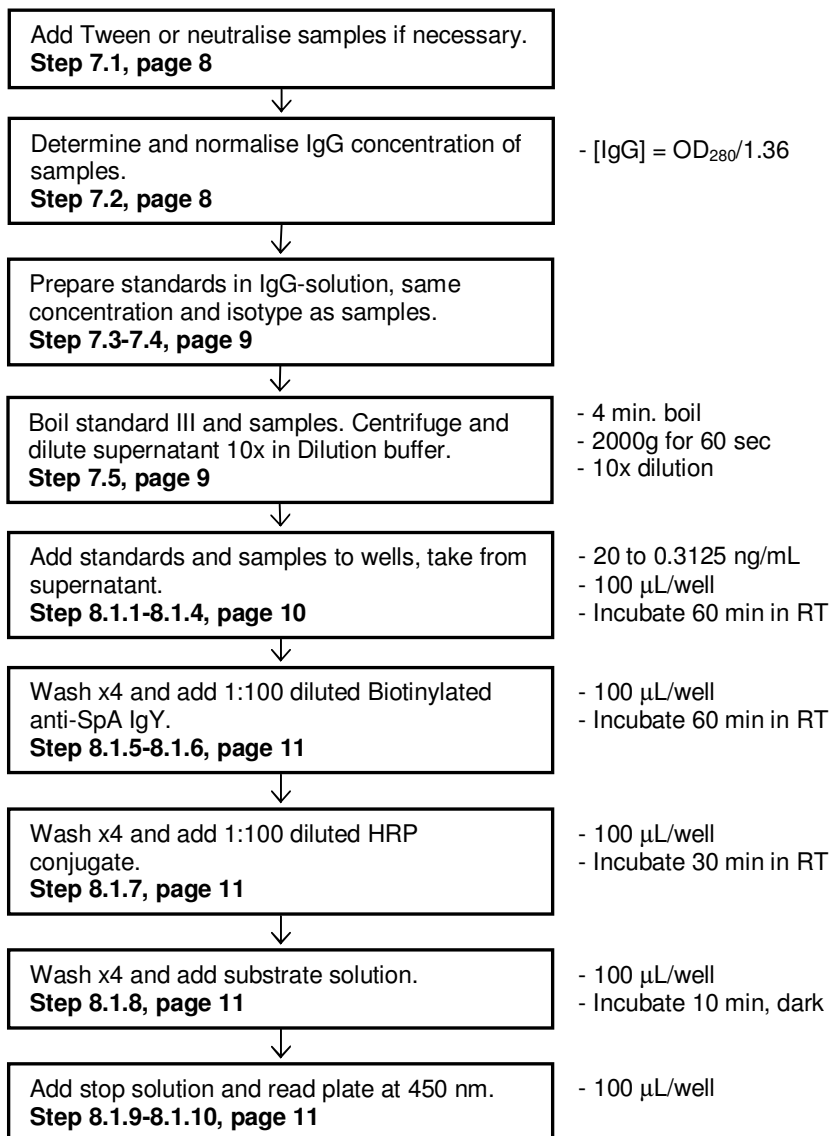 Add Tween or neutralise samples if necessary.
Step 7.1, page 8
Determine and normalise IgG concentration of
samples.
Step 7.2, page 8
- [IgG] = OD280/1.36
Prepare standards in IgG-solution, same
concentration and isotype as samples.
Step 7.3-7.4, page 9
Boil standard III and samples. Centrifuge and
dilute supernatant 10x in Dilution buffer.
Step 7.5, page 9
- 4 min. boil
- 2000g for 60 sec
- 10x dilution
Add standards and samples to wells, take from
supernatant.
Step 8.1.1-8.1.4, page 10
- 20 to 0.3125 ng/mL
- 100 µL/well
- Incubate 60 min in RT
Wash x4 and add 1:100 diluted Biotinylated
anti-SpA IgY.
Step 8.1.5-8.1.6, page 11
- 100 µL/well
- Incubate 60 min in RT
Wash x4 and add 1:100 diluted HRP
conjugate.
Step 8.1.7, page 11
- 100 µL/well
- Incubate 30 min in RT
Wash x4 and add substrate solution.
Step 8.1.8, page 11
- 100 µL/well
- Incubate 10 min, dark
Add stop solution and read plate at 450 nm.
Step 8.1.9-8.1.10, page 11
- 100 µL/well